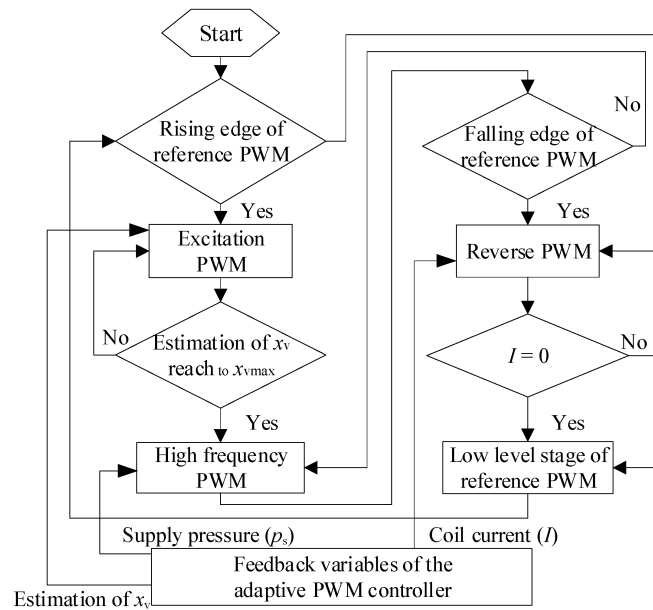 Start
Rising edge of
reference PWM
Yes
Excitation
PWM
No
Estimation of xv
reach to xvmax
Yes
High frequency
PWM
Falling edge of
reference PWM
No
Yes
Reverse PWM
I = 0
No
Yes
Low level stage of
reference PWM
Supply pressure (ps)
Coil current (I)
Feedback variables of the
adaptive PWM controller
Estimation of xv